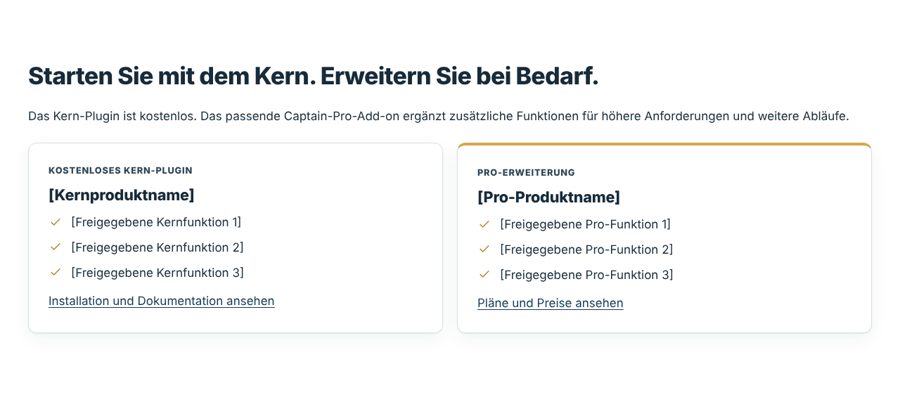 Starten Sie mit dem Kern. Erweitern Sie bei Bedarf.
Das Kern-Plugin ist kostenlos. Das passende Captain-Pro-Add-on ergänzt zusätzliche Funktionen für höhere Anforderungen und weitere Abläufe.
KOSTENLOSES KERN-PLUGIN
[Kernproduktname]
[Freigegebene Kernfunktion 1]
[Freigegebene Kernfunktion 2]
[Freigegebene Kernfunktion 3]
Installation und Dokumentation ansehen
PRO-ERWEITERUNG
[Pro-Produktname]
[Freigegebene Pro-Funktion 1]
[Freigegebene Pro-Funktion 2]
[Freigegebene Pro-Funktion 3]
Pläne und Preise ansehen